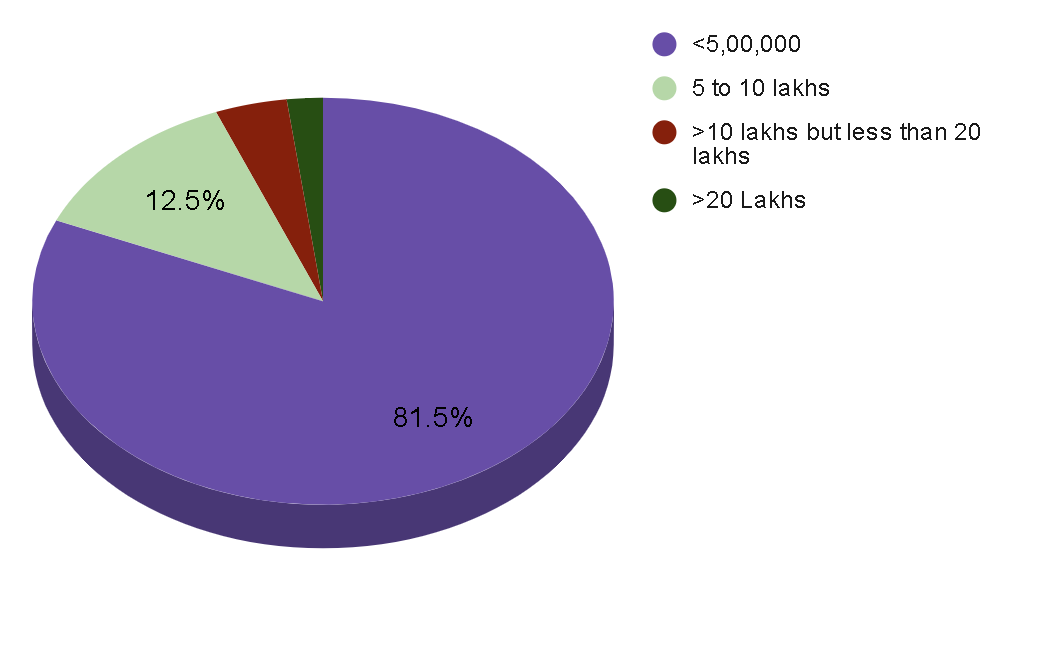 <5,00,000
5 to 10 lakhs
>10 lakhs but less than 20
lakhs
>20 Lakhs
12.5%
81.5%